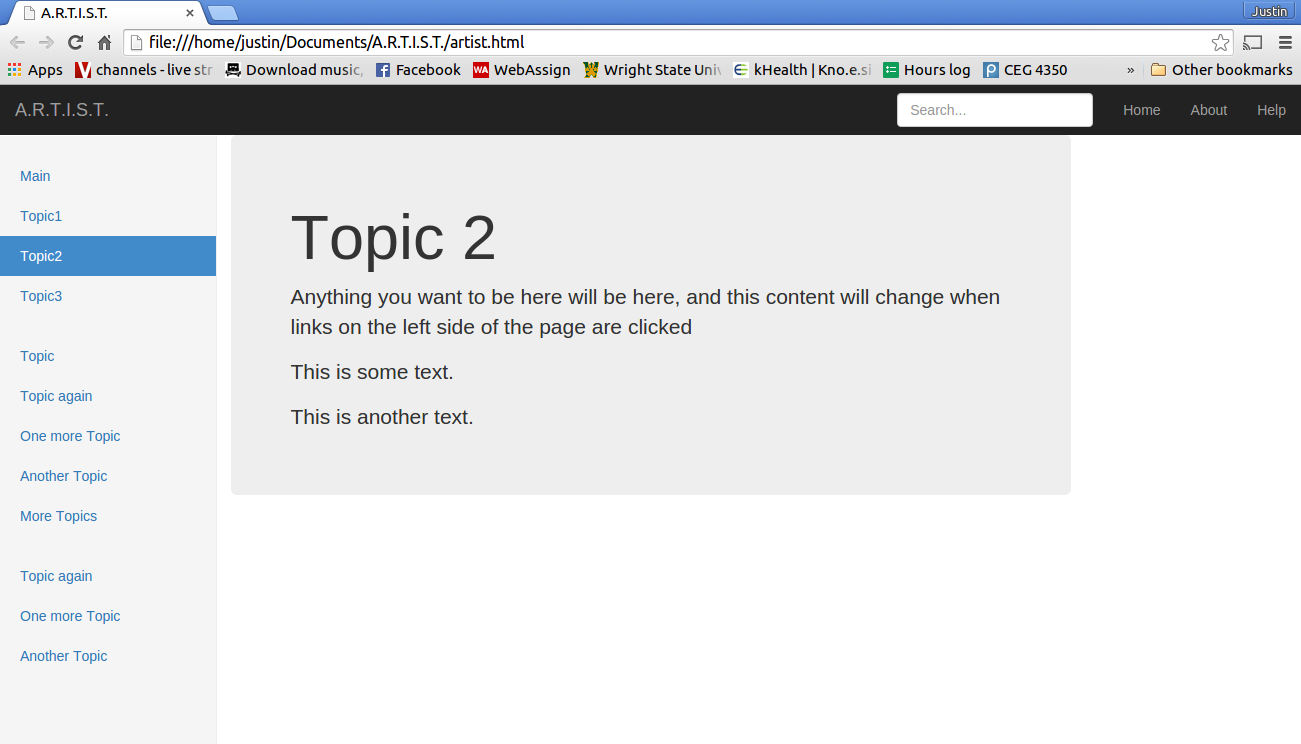 A.R.T.I.S.T.
Justin
file:///home/justin/Documents/A.R.T.I.S.T./artist.html
Apps channels - live str Download music, Facebook WebAssign Wright State Univ kHealth | Kno.e.si Hours log CEG 4350 » Other bookmarks
A.R.T.I.S.T. Search... Home About Help
Main
Topic1
Topic2
Topic3
Topic
Topic again
One more Topic
Another Topic
More Topics
Topic again
One more Topic
Another Topic
Topic 2
Anything you want to be here will be here, and this content will change when
links on the left side of the page are clicked
This is some text.
This is another text.